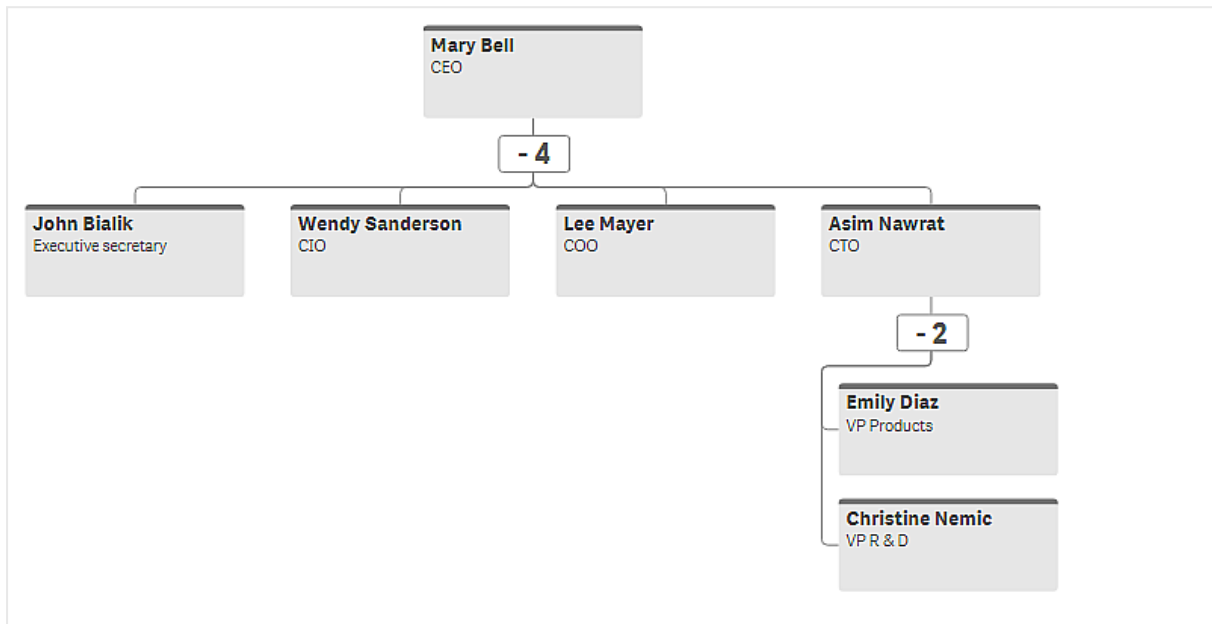 Mary Bell
CEO
- 4
John Bialik
Executive secretary
Wendy Sanderson
CIO
Lee Mayer
COO
Asim Nawrat
CTO
- 2
Emily Diaz
VP Products
Christine Nemic
VP R & D